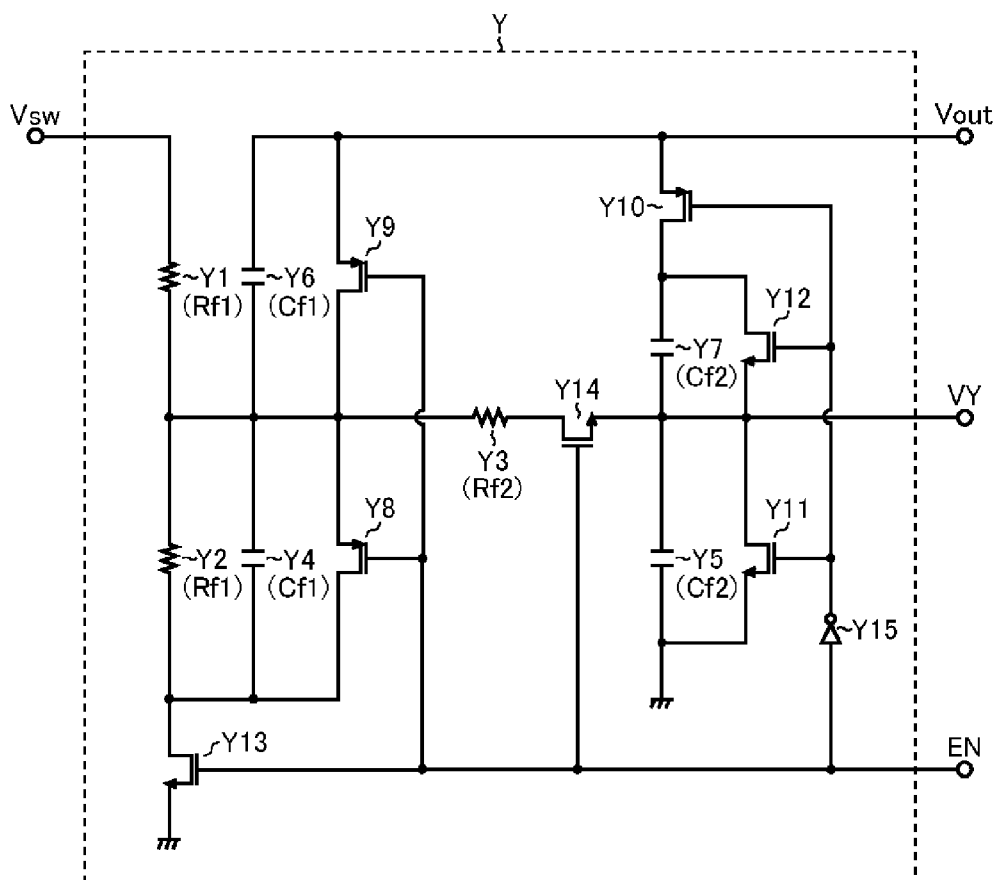 Y
Vsw
Vout
Y10~
Y9
~Y1
(Rf1)
~Y6
(Cf1)
Y12
~Y7
(Cf2)
Y14
VY
Y3
(Rf2)
Y8
Y11
~Y2
(Rf1)
~Y4
(Cf1)
~Y5
(Cf2)
~Y15
Y13
EN